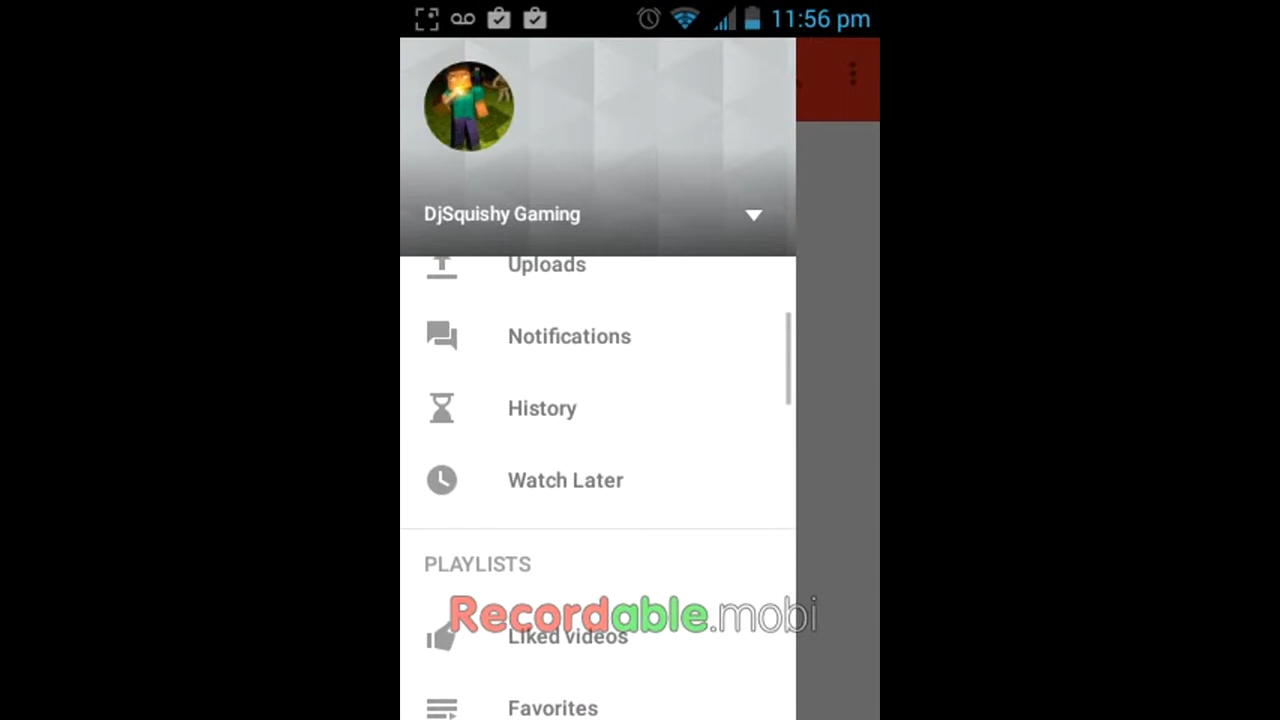 11:56 pm
DjSquishy Gaming
Uploads
Notifications
History
Watch Later
PLAYLISTS
Recordable.mobi
Liked videos
Favorites